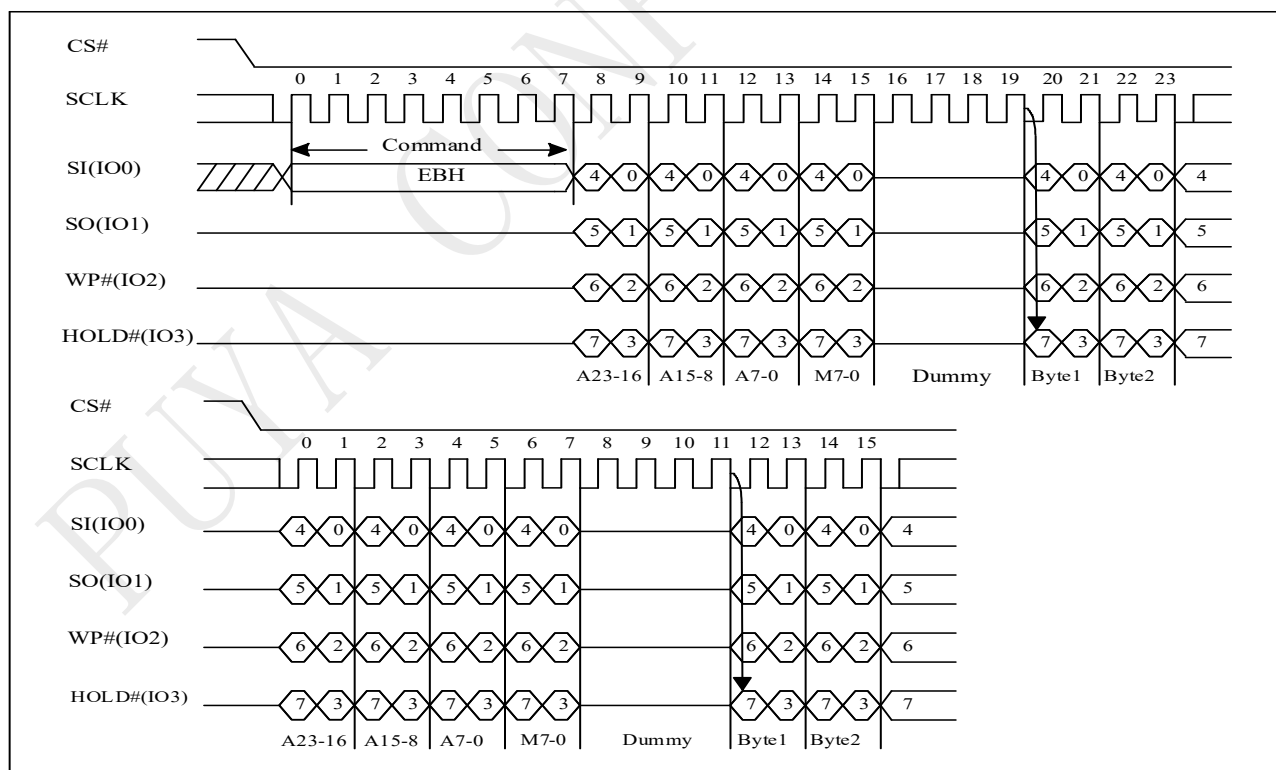 CS#
0 1 2 3 4 5 6 7 8 9 10 11 12 13 14 15 16 17 18 19 20 21 22 23
SCLK
Command
SI(IO0) EBH 4 0 4 0 4 0 4 0 4 0 4 0 4
SO(IO1) 5 1 5 1 5 1 5 1 5 1 5 1 5
WP#(IO2) 6 2 6 2 6 2 6 2 6 2 6 2 6
HOLD#(IO3) 7 3 7 3 7 3 7 3 7 3 7 3 7
A23-16 A15-8 A7-0 M7-0 Dummy Byte1 Byte2
CS#
0 1 2 3 4 5 6 7 8 9 10 11 12 13 14 15
SCLK
SI(IO0) 4 0 4 0 4 0 4 0 4 0 4 0 4
SO(IO1) 5 1 5 1 5 1 5 1 5 1 5 1 5
WP#(IO2) 6 2 6 2 6 2 6 2 6 2 6 2 6
HOLD#(IO3) 7 3 7 3 7 3 7 3 7 3 7 3 7
A23-16 A15-8 A7-0 M7-0 Dummy Byte1 Byte2
PUYA